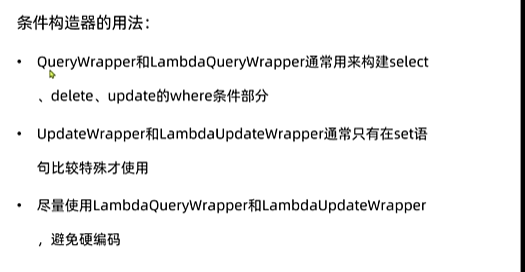 条件构造器的用法：
• QueryWrapper和LambdaQueryWrapper通常用来构建select
、delete、update的where条件部分
• UpdateWrapper和LambdaUpdateWrapper通常只有在set语
句比较特殊才使用
• 尽量使用LambdaQueryWrapper和LambdaUpdateWrapper
，避免硬编码